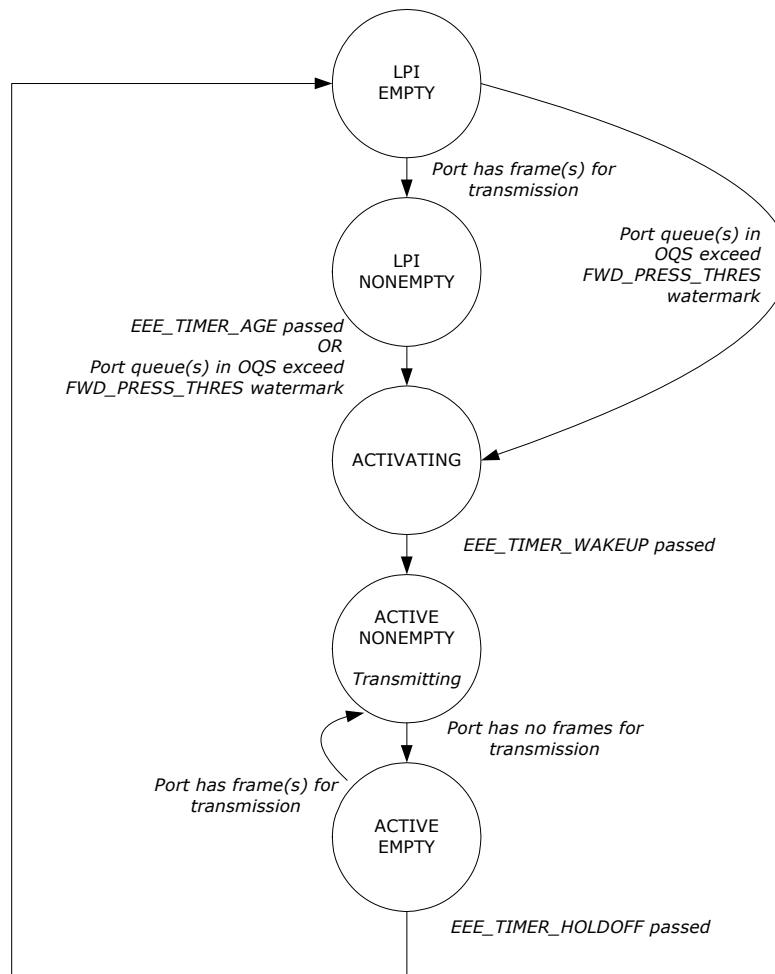 LPI
EMPTY
Port has frame(s) for
transmission
Port queue(s) in
OQS exceed
FWD_PRESS_THRES
watermark
LPI
NONEMPTY
EEE_TIMER_AGE passed
OR
Port queue(s) in OQS exceed
FWD_PRESS_THRES watermark
ACTIVATING
EEE_TIMER_WAKEUP passed
ACTIVE
NONEMPTY
Transmitting
Port has no frames for
transmission
Port has frame(s) for
transmission
ACTIVE
EMPTY
EEE_TIMER_HOLDOFF passed